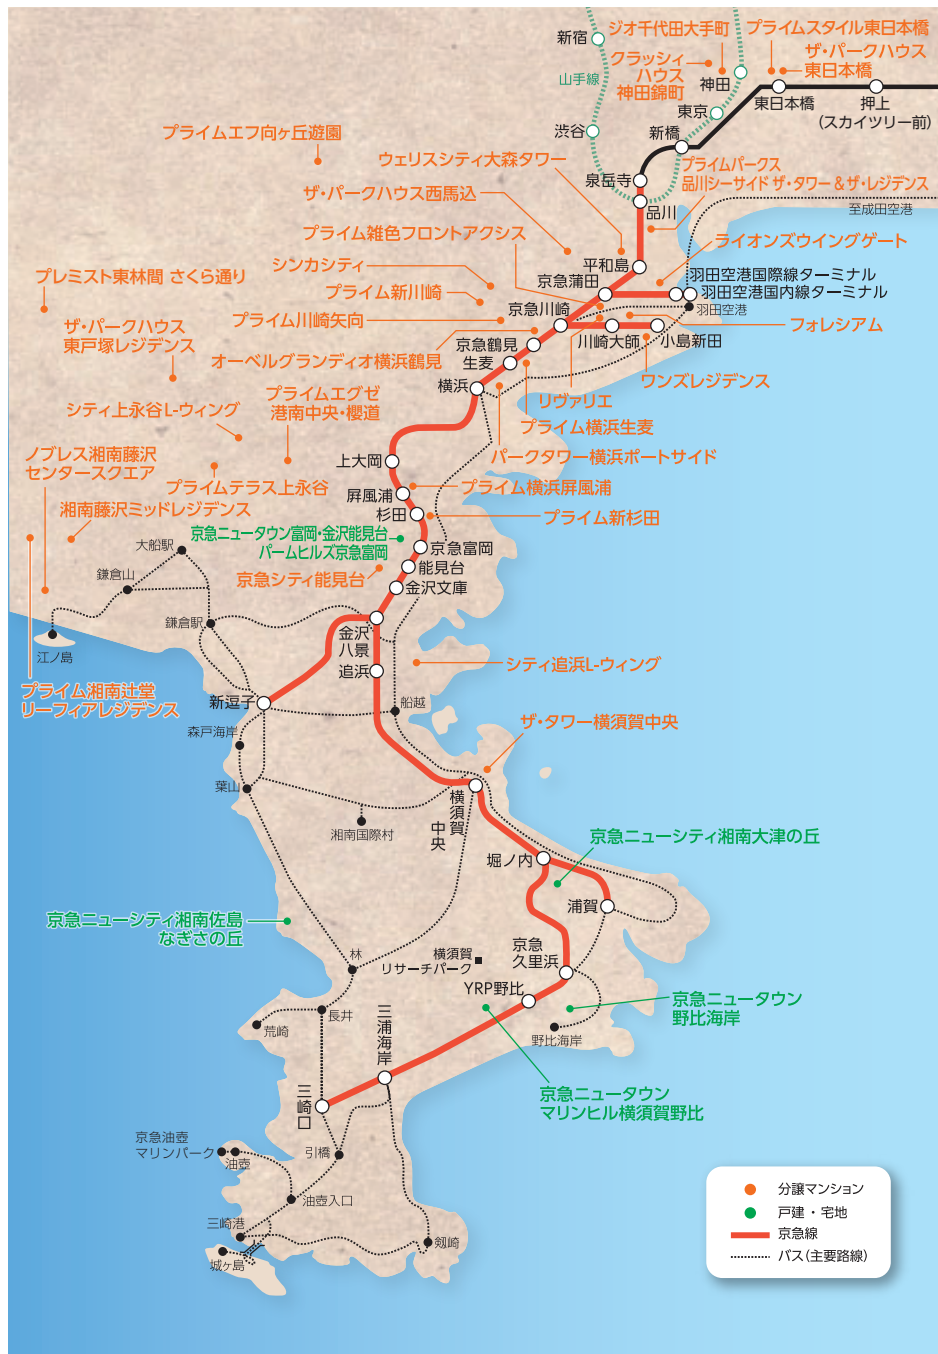 ジオ千代田大手町
プライムスタイル東日本橋
新宿
クラッシィ
ハウス
神田錦町
ザ・パークハウス
東日本橋
山手線
神田
東京
東日本橋
押上
(スカイツリー前)
渋谷
新橋
プライムエフ向ヶ丘遊園
ウェリスシティ大森タワー
プライムパークス
品川シーサイド ザ・タワー&ザ・レジデンス
泉岳寺
ザ・パークハウス西馬込
品川
至成田空港
プライム雑色フロントアクシス
ライオンズウイングゲート
シンカシティ
平和島
京急蒲田
羽田空港国際線ターミナル
羽田空港国内線ターミナル
プレミスト東林間 さくら通り
プライム新川崎
京急川崎
羽田空港
ザ・パークハウス
東戸塚レジデンス
プライム川崎矢向
フォレシアム
京急鶴見
川崎大師
小島新田
オーベルグランディオ横浜鶴見
生麦
横浜
ワンズレジデンス
プライムエグゼ
港南中央・櫻道
リヴァリエ
シティ上永谷L-ウィング
プライム横浜生麦
ノブレス湘南藤沢
センタースクエア
上大岡
パークタワー横浜ポートサイド
プライムテラス上永谷
屏風浦
プライム横浜屏風浦
湘南藤沢ミッドレジデンス
杉田
プライム新杉田
京急ニュータウン富岡・金沢能見台
パームヒルズ京急富岡
大船駅
京急富岡
能見台
鎌倉山
京急シティ能見台
金沢文庫
鎌倉駅
金沢
八景
江ノ島
追浜
シティ追浜L-ウィング
プライム湘南辻堂
リーフィアレジデンス
新逗子
船越
ザ・タワー横須賀中央
森戸海岸
葉山
横須賀
中央
湘南国際村
京急ニューシティ湘南大津の丘
堀ノ内
浦賀
京急ニューシティ湘南佐島
なぎさの丘
京急
久里浜
林
横須賀
リサーチパーク
YRP野比
京急ニュータウン
野比海岸
長井
三浦海岸
荒崎
野比海岸
三崎口
京急ニュータウン
マリンヒル横須賀野比
京急油壺
マリンパーク
油壺
引橋
油壺入口
三崎港
剱崎
城ヶ島
分譲マンション
戸建・宅地
京急線
バス(主要路線)